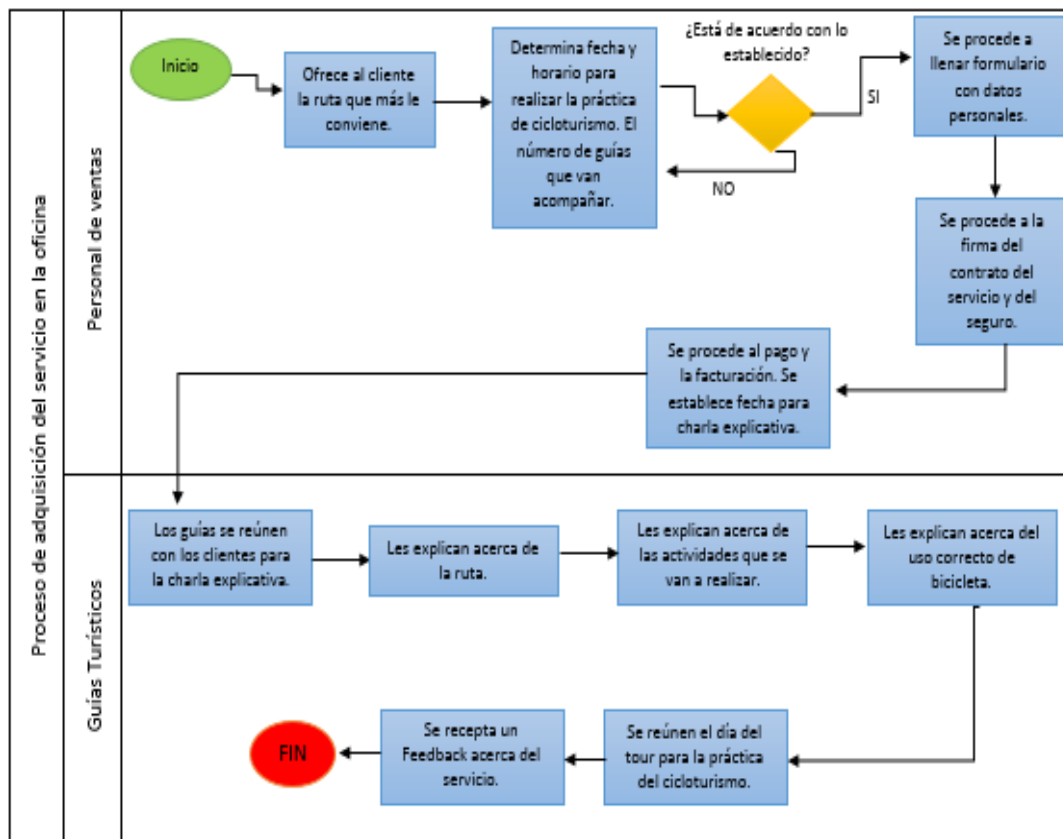 Proceso de adquisición del servicio en la oficina
Personal de ventas
Inicio
Ofrece al cliente
la ruta que más le
conviene.
Determina fecha y
horario para
realizar la práctica
de cicloturismo. El
número de guías
que van
acompañar.
¿Está de acuerdo con lo
establecido?
SI
NO
Se procede a
llenar formulario
con datos
personales.
Se procede a la
firma del
contrato del
servicio y del
seguro.
Se procede al pago y
la facturación. Se
establece fecha para
charla explicativa.
Guías Turísticos
Los guías se reúnen
con los clientes para
la charla explicativa.
Les explican acerca de
la ruta.
Les explican acerca de
las actividades que se
van a realizar.
Les explican acerca del
uso correcto de
bicicleta.
Se reúnen el día del
tour para la práctica
del cicloturismo.
Se recepta un
Feedback acerca del
servicio.
FIN